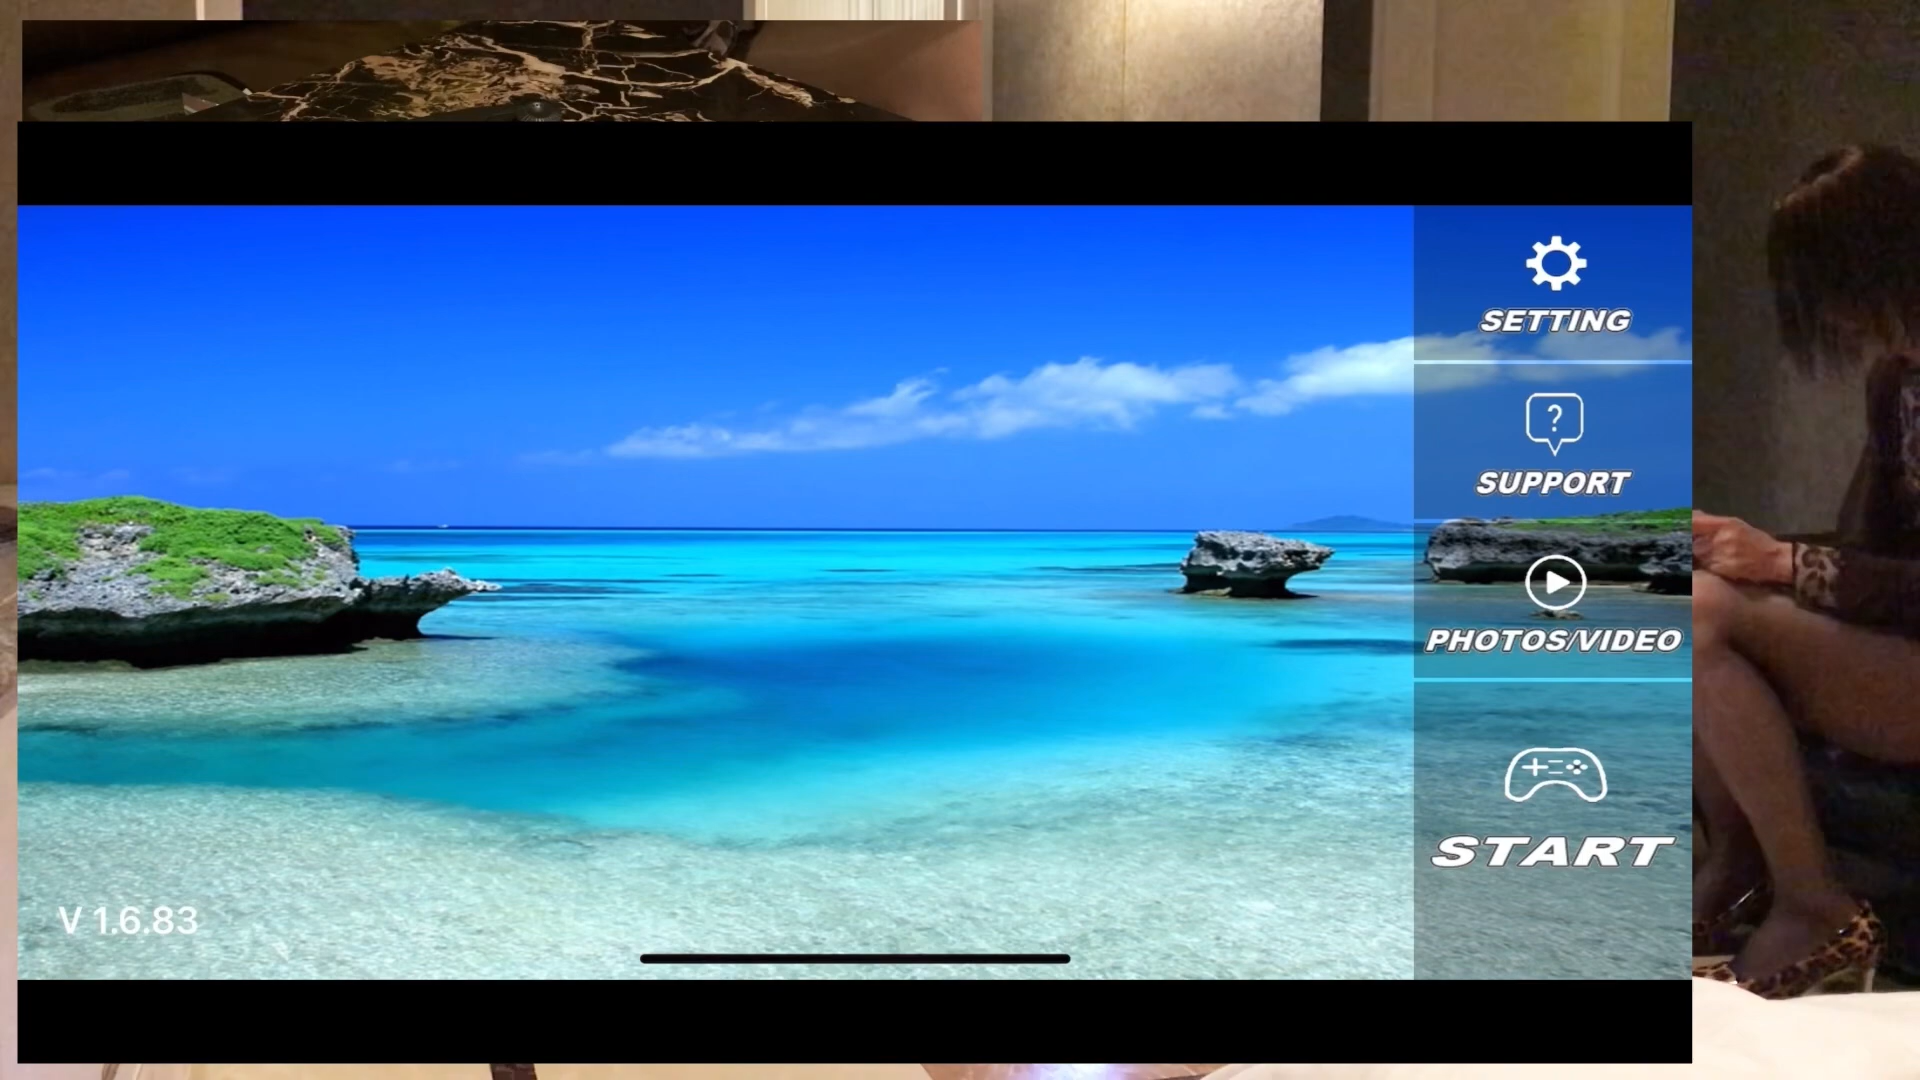 SETTING
SUPPORT
PHOTOS/VIDEO
START
V 1.6.83